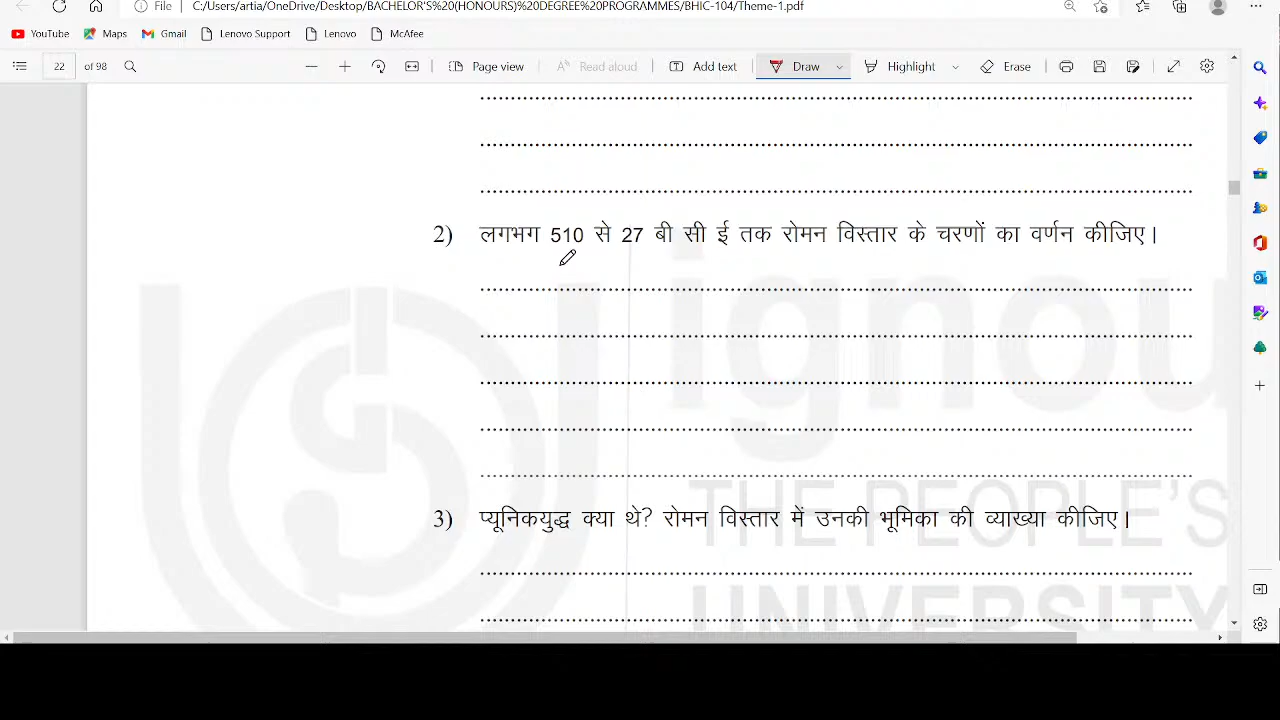 File
C:/Users/artia/OneDrive/Desktop/BACHELOR'S%20(HONOURS)%20DEGREE%20PROGRAMMES/BHIC-104/Theme-1.pdf
YouTube Maps Gmail Lenovo Support Lenovo McAfee
22 of 98 Page view Read aloud Add text Draw Highlight Erase
2) लगभग 510 से 27 बी सी ई तक रोमन विस्तार के चरणों का वर्णन कीजिए।
ignou
3) प्यूनिकयुद्ध क्या थे? रोमन विस्तार में उनकी भूमिका की व्याख्या कीजिए।
THE PEOPLE'S
UNIVERSITY